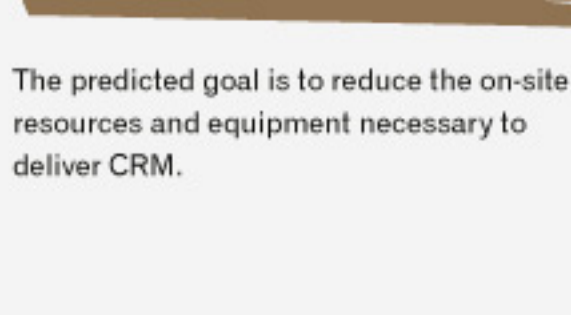 The predicted goal is to reduce the on-site
resources and equipment necessary to
deliver CRM.